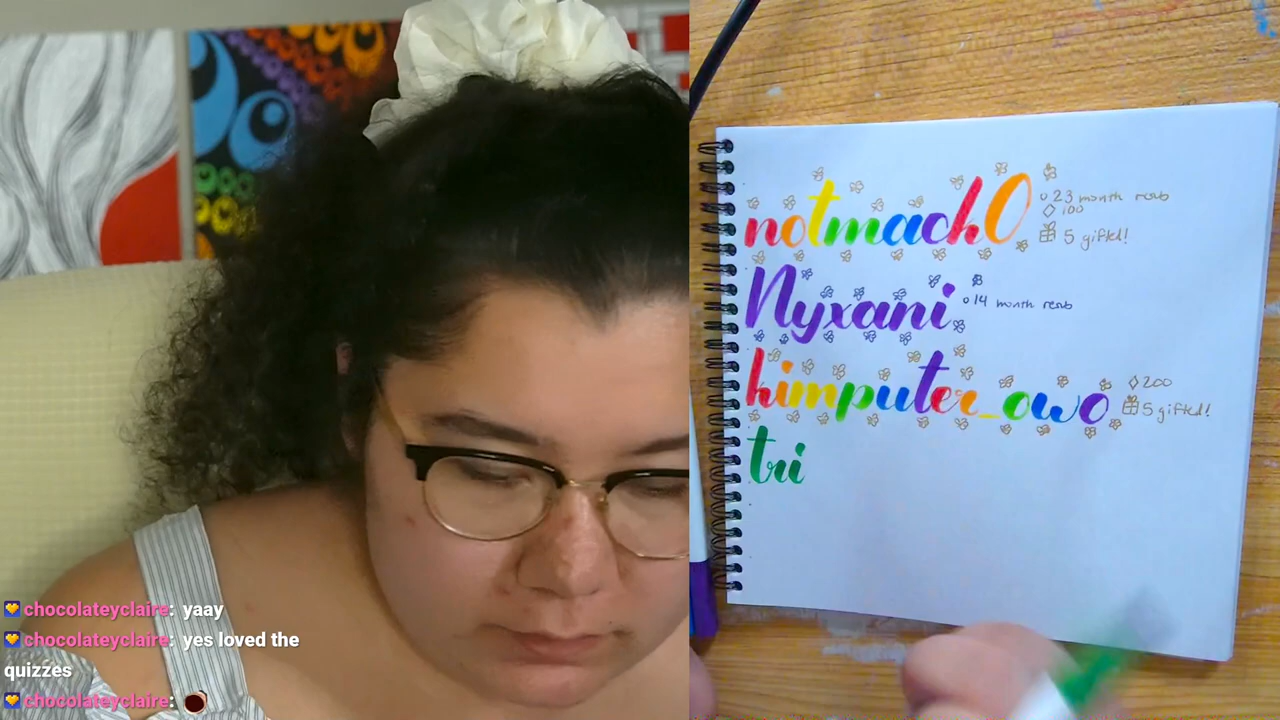 chocolateyclaire: yaay
chocolateyclaire: yes loved the
quizzes
chocolateyclaire:
notmach0
23 month resub
100
5 gifted!
Nyxani
14 month resub
kimputer_owo
200
5 gifted!
tri